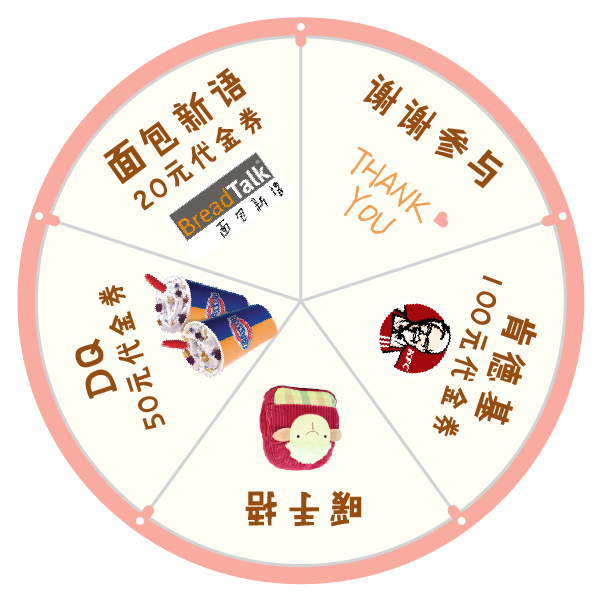 谢谢参与
THANK
YOU
肯德基
100元代金券
KFC
暖手捂
DQ
50元代金券
面包新语
20元代金券
BreadTalk
面包新语